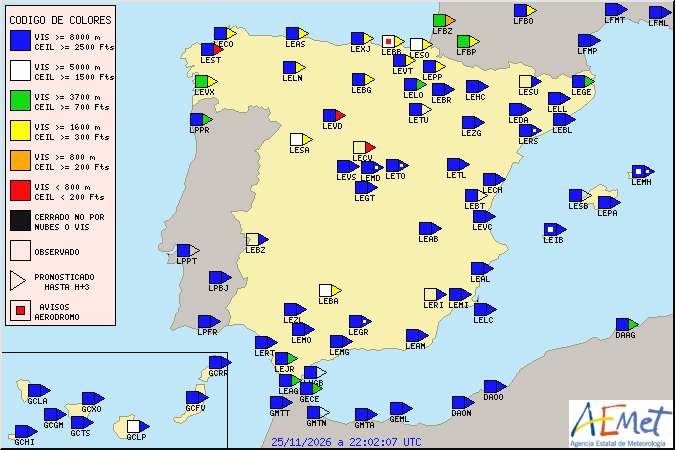 CODIGO DE COLORES
VIS >= 8000 m
CEIL >= 2500 Fts
VIS >= 5000 m
CEIL >= 1500 Fts
VIS >= 3700 m
CEIL >= 700 Fts
VIS >= 1600 m
CEIL >= 300 Fts
VIS >= 800 m
CEIL >= 200 Fts
VIS < 800 m
CEIL < 200 Fts
CERRADO NO POR
NUBES O VIS
OBSERVADO
PRONOSTICADO
HASTA H+3
AVISOS
AERODROMO
LFBO
LFMT
LFML
LFBZ
LECO
LEAS
LEXJ
LEBB
LESO
LFBP
LFMP
LEST
LEVT
LEPP
LELN
LEVX
LEBG
LELO
LEBR
LEHC
LESU
LEGE
LELL
LPPR
LEVD
LETU
LEZG
LEDA
LEBL
LERS
LESA
LECV
LEVS
LEMD
LETO
LETL
LEMH
LEGT
LECH
LEBT
LESB
LEPA
LEVC
LEAB
LEIB
LEBZ
LPPT
LEAL
LPBJ
LEBA
LERI
LEMI
LEZL
LELC
LPFR
LEGR
LEMO
DAAG
LERT
LEMG
LEAM
LEJR
GCRR
LXGB
LEAG
GCLA
GCXO
GCFV
GECE
DAOO
GMTT
GCGM
GCTS
GMTN
GMTA
GEML
DAON
GCHI
GCLP
25/11/2026 a 22:02:07 UTC
AEmet
Agencia Estatal de Meteorología